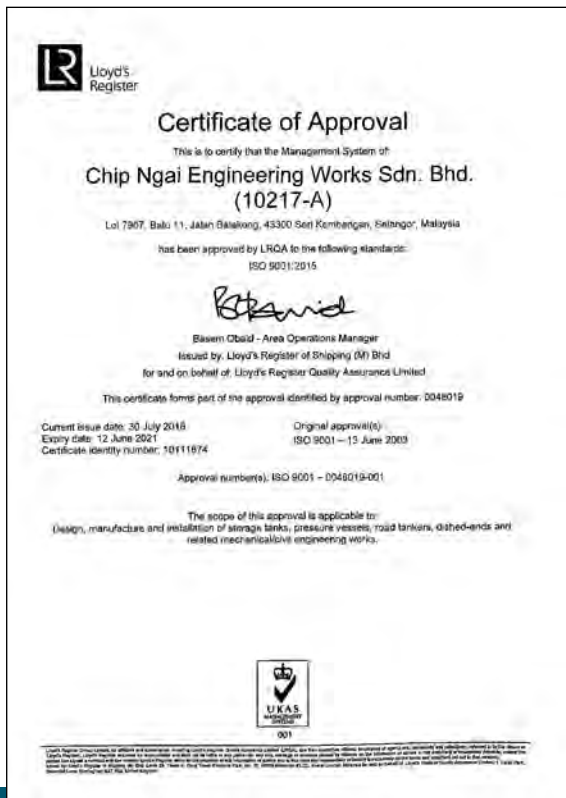 LR
Lloyd's
Register
Certificate of Approval
This is to certify that the Management System of:
Chip Ngai Engineering Works Sdn. Bhd.
(10217-A)
Lot 7907, Batu 11, Jalan Balakong, 43300 Seri Kembangan, Selangor, Malaysia
has been approved by LRQA to the following standards:
ISO 9001:2015
Basem Obaid - Area Operations Manager
Issued by: Lloyd's Register of Shipping (M) Bhd
for and on behalf of: Lloyd's Register Quality Assurance Limited
This certificate forms part of the approval identified by approval number: 0048019
Current issue date: 30 July 2018
Expiry date: 12 June 2021
Certificate identity number: 10111674
Original approval(s):
ISO 9001 – 13 June 2003
Approval number(s): ISO 9001 – 0048019-001
The scope of this approval is applicable to:
Design, manufacture and installation of storage tanks, pressure vessels, road tankers, dished-ends and
related mechanical/civil engineering works.
UKAS
MANAGEMENT
SYSTEMS
001